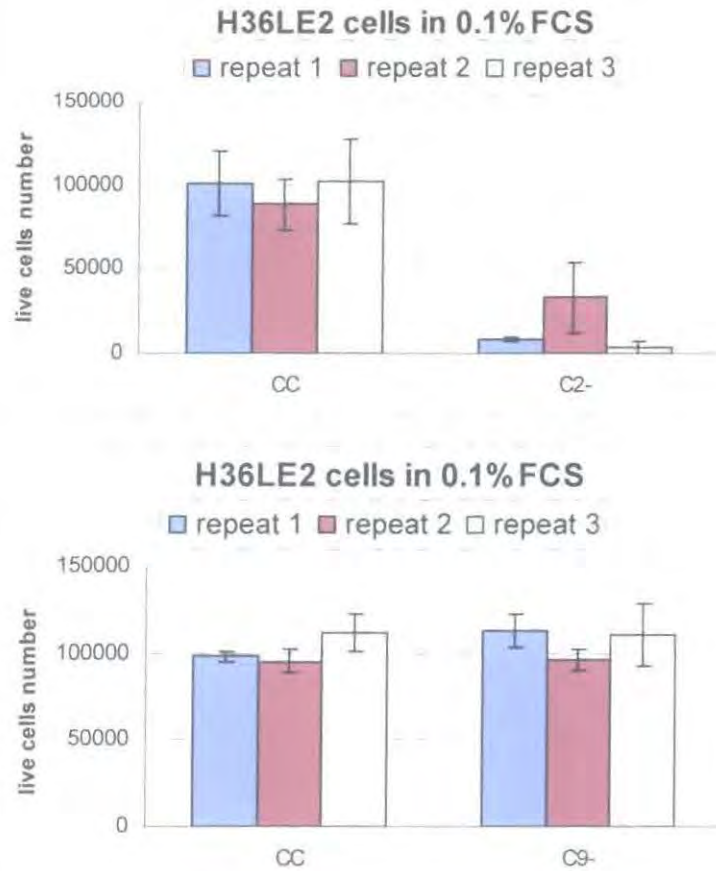 H36LE2 cells in 0.1% FCS
repeat 1 repeat 2 repeat 3
live cells number
150000
100000
50000
0
CC C2-
H36LE2 cells in 0.1% FCS
repeat 1 repeat 2 repeat 3
live cells number
150000
100000
50000
0
CC C9-